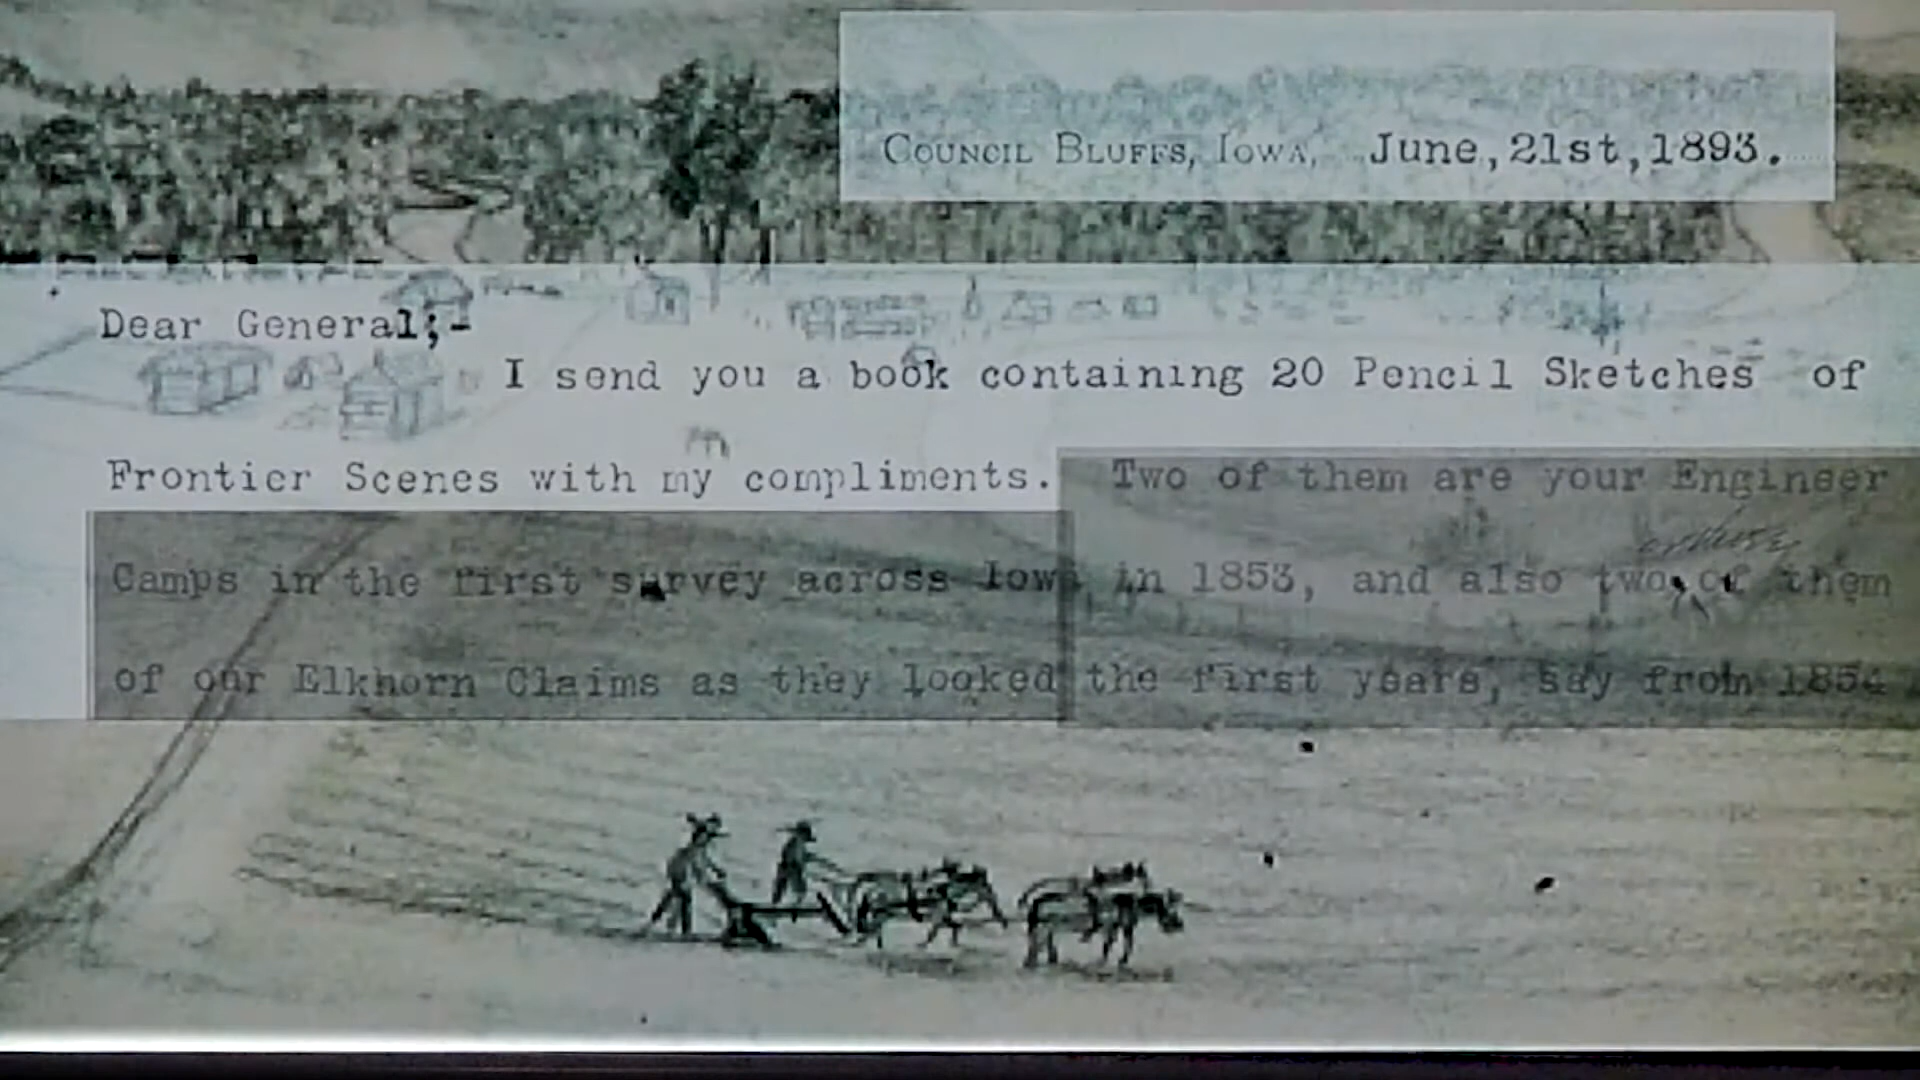 COUNCIL BLUFFS, IOWA, June,21st,1893.
Dear General;-
I send you a book containing 20 Pencil Sketches of
Frontier Scenes with my compliments. Two of them are your Engineer
Camps in the first survey across Iowa in 1853, and also two, of them
of our Elkhorn Claims as they looked the first years, say from 1854